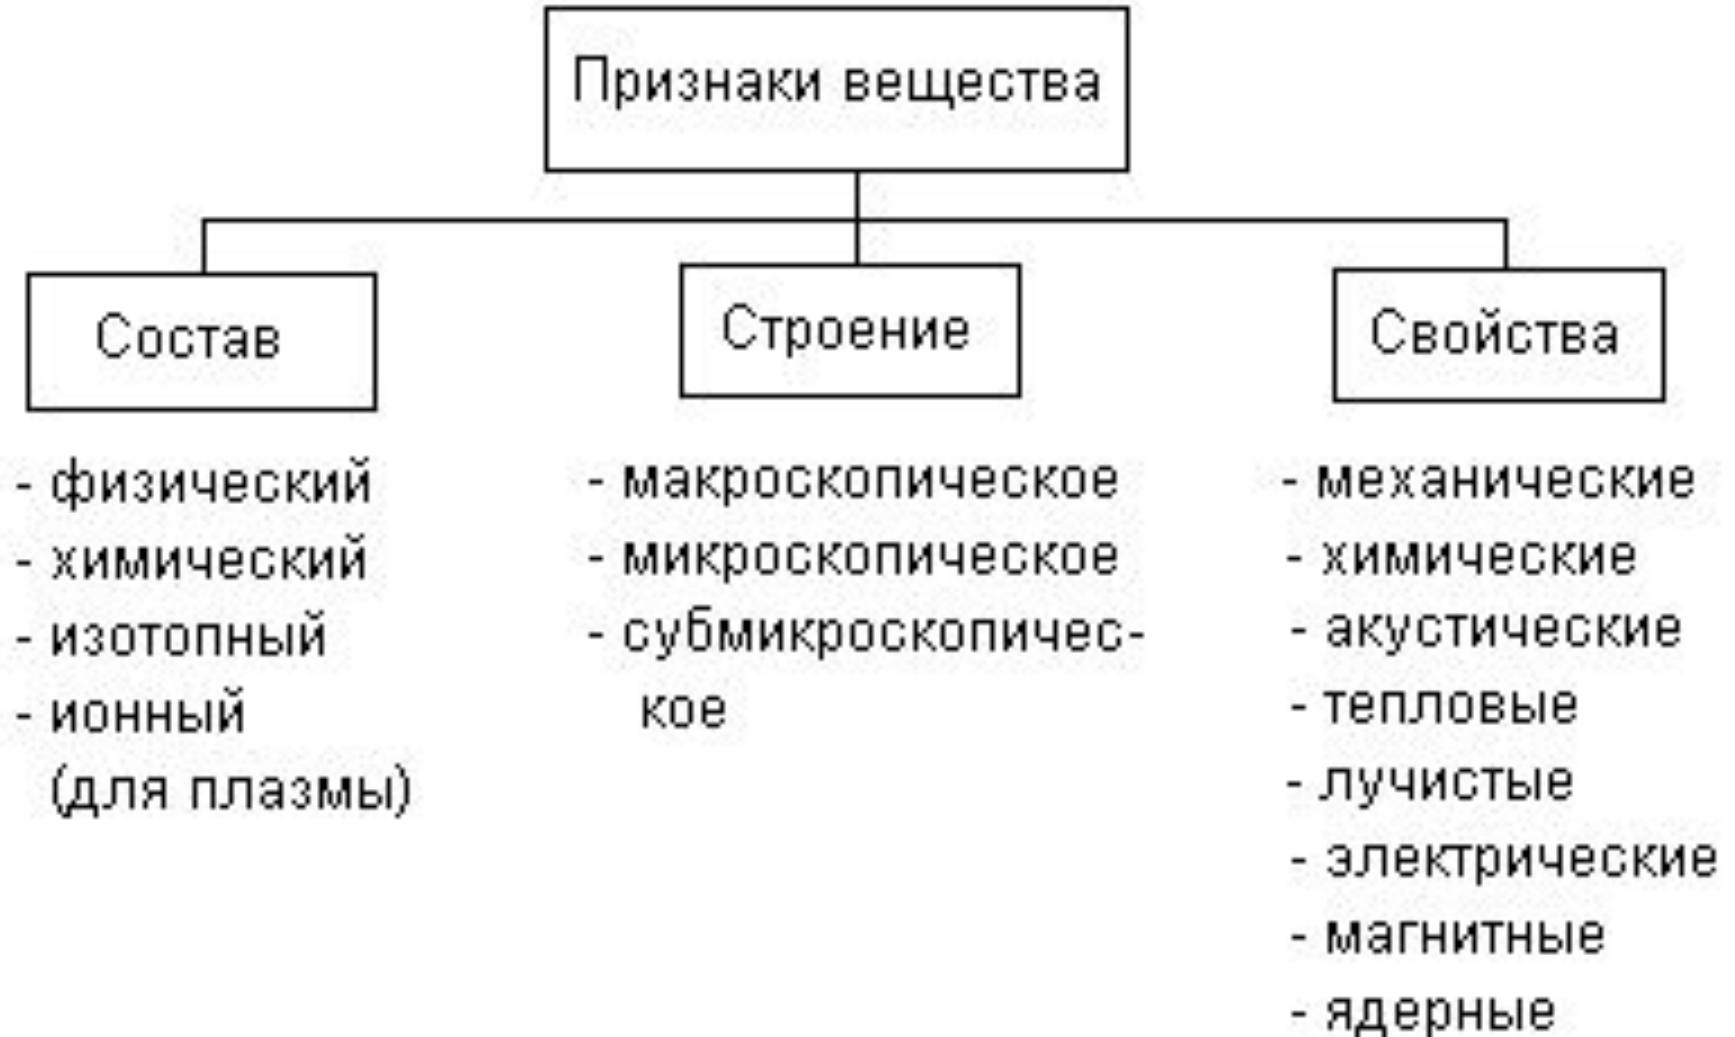 Признаки вещества
Состав
- физический
- химический
- изотопный
- ионный
(для плазмы)
Строение
- макроскопическое
- микроскопическое
- субмикроскопичес-
кое
Свойства
- механические
- химические
- акустические
- тепловые
- лучистые
- электрические
- магнитные
- ядерные